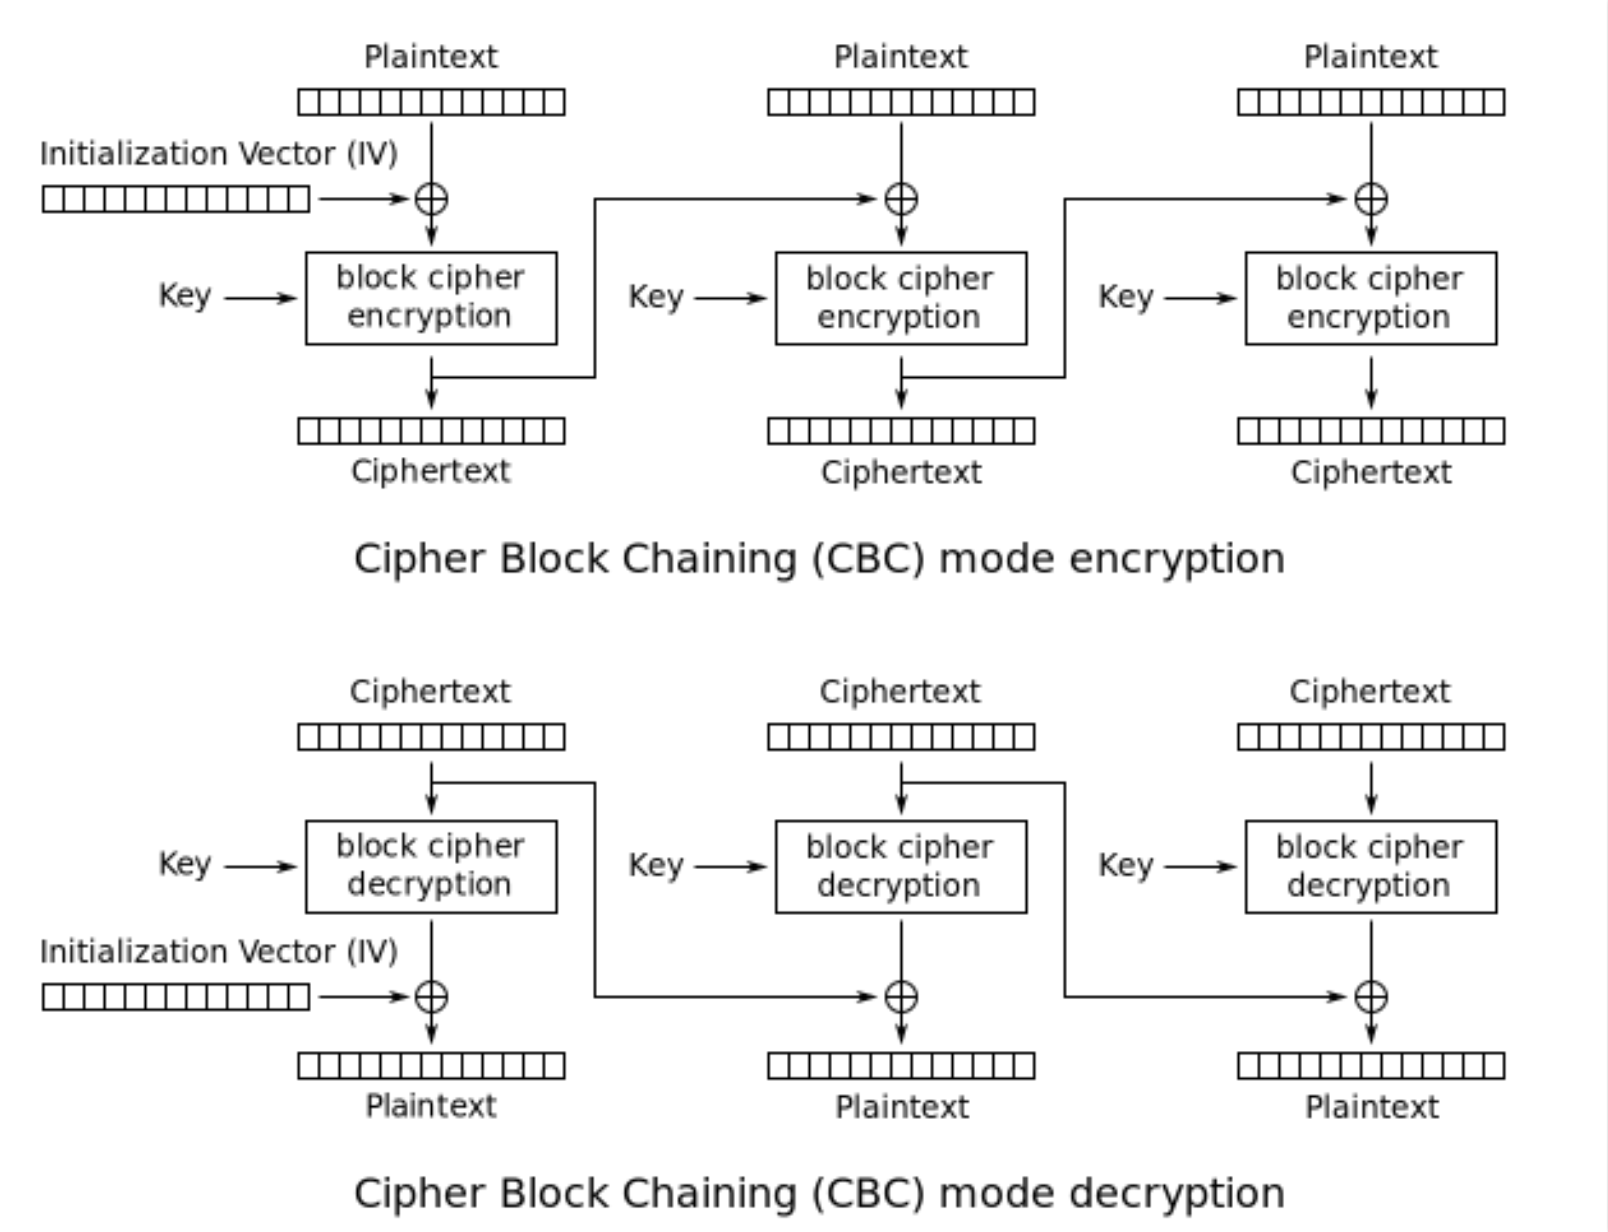 Plaintext
Plaintext
Plaintext
Initialization Vector (IV)
Key
block cipher
encryption
Key
block cipher
encryption
Key
block cipher
encryption
Ciphertext
Ciphertext
Ciphertext
Cipher Block Chaining (CBC) mode encryption
Ciphertext
Ciphertext
Ciphertext
Key
block cipher
decryption
Key
block cipher
decryption
Key
block cipher
decryption
Initialization Vector (IV)
Plaintext
Plaintext
Plaintext
Cipher Block Chaining (CBC) mode decryption